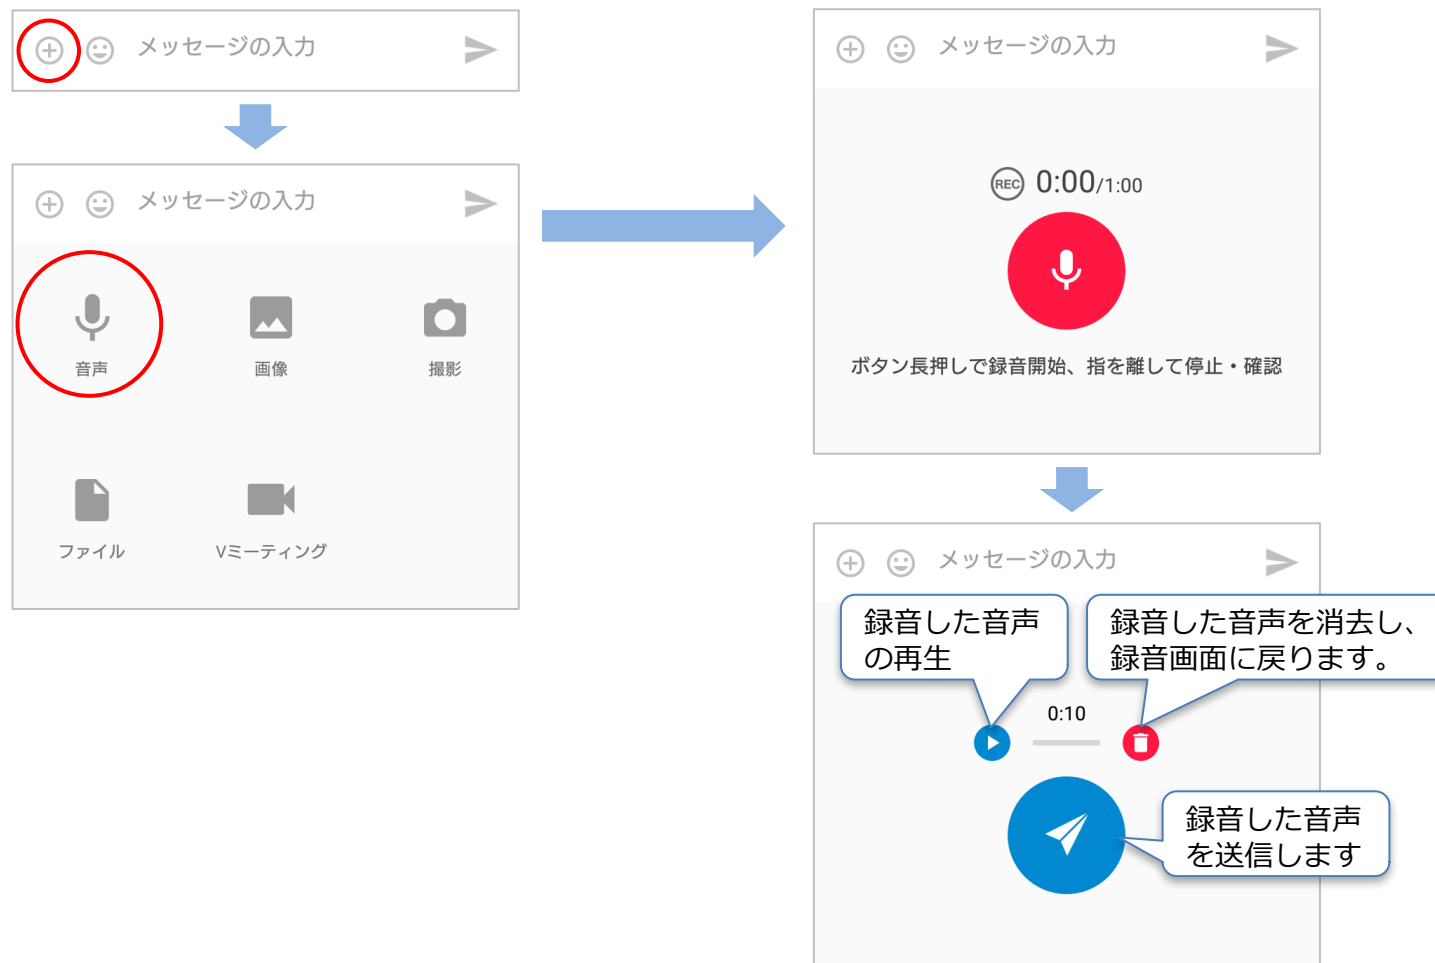 メッセージの入力
メッセージの入力
音声
画像
撮影
ファイル
Vミーティング
メッセージの入力
REC 0:00/1:00
ボタン長押しで録音開始、指を離して停止・確認
メッセージの入力
録音した音声
の再生
録音した音声を消去し、
録音画面に戻ります。
0:10
録音した音声
を送信します